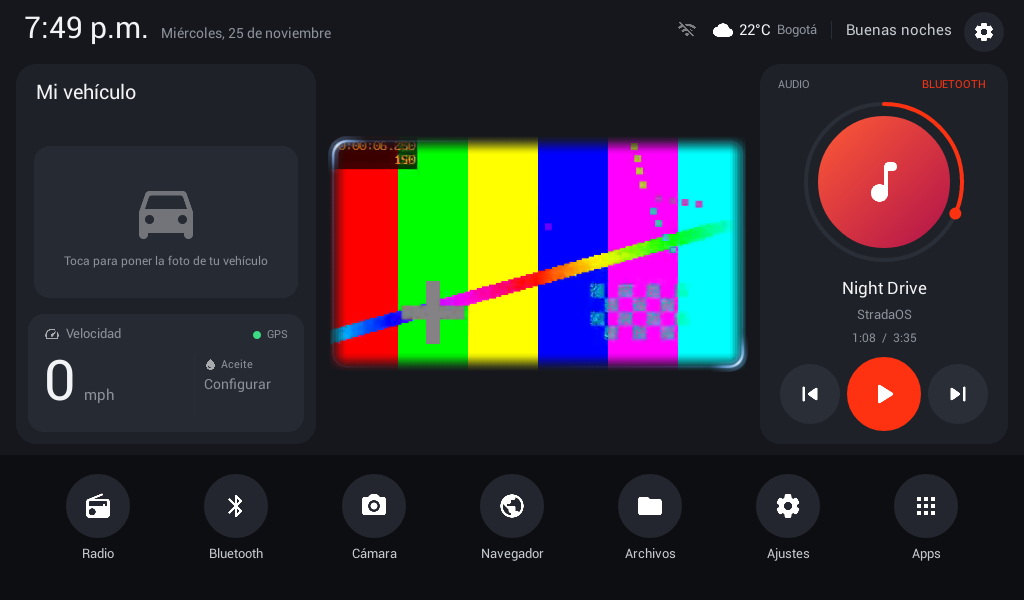 7:49 p.m.
Miércoles, 25 de noviembre
22°C Bogotá
Buenas noches
Mi vehículo
Toca para poner la foto de tu vehículo
Velocidad
GPS
0 mph
Aceite
Configurar
150
AUDIO
BLUETOOTH
Night Drive
StradaOS
1:08 / 3:35
Radio
Bluetooth
Cámara
Navegador
Archivos
Ajustes
Apps